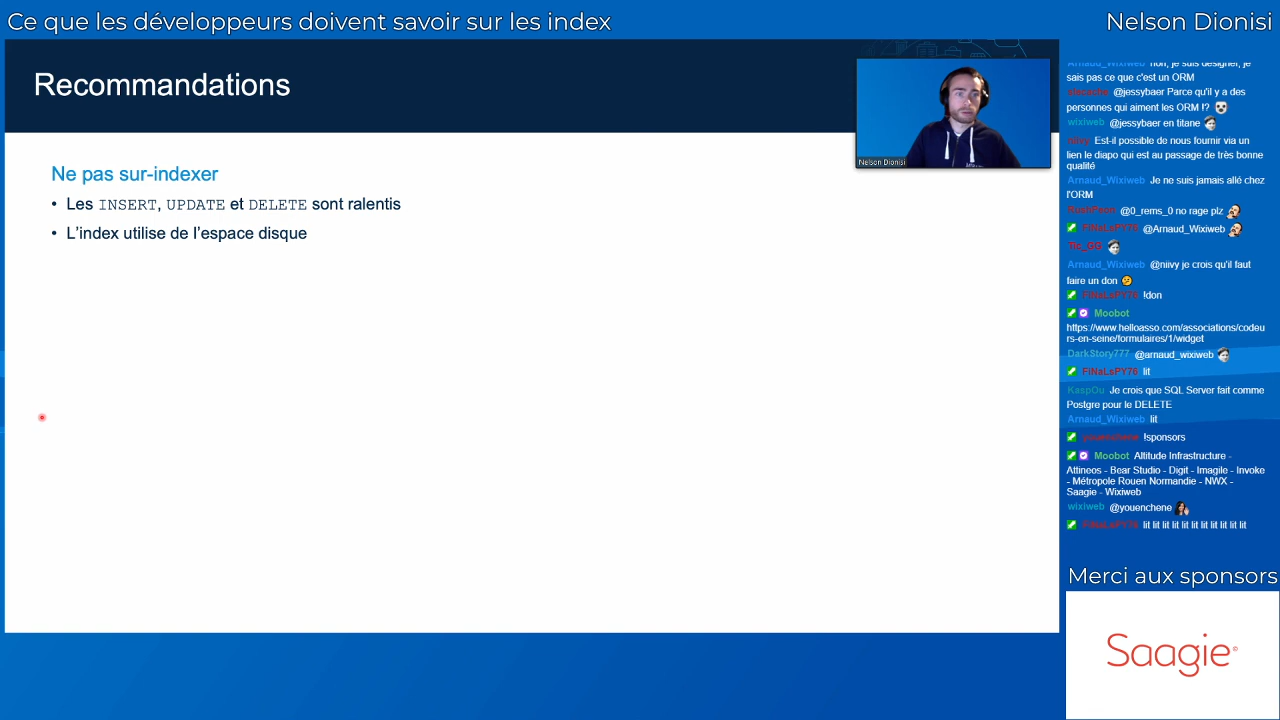 Ce que les développeurs doivent savoir sur les index
Nelson Dionisi
Recommandations
Nelson Dionisi
Ne pas sur-indexer
• Les INSERT, UPDATE et DELETE sont ralentis
• L’index utilise de l’espace disque
Arnaud_Wixiweb non, je suis designer, je
sais pas ce que c'est un ORM
@jessybaer Parce qu'il y a des
personnes qui aiment les ORM !?
wixiweb @jessybaer en titane
niivy Est-il possible de nous fournir via un
lien le diapo qui est au passage de très bonne
qualité
Arnaud_Wixiweb Je ne suis jamais allé chez
l'ORM
@0_rems_0 no rage plz
FiNaLsPY76 @Arnaud_Wixiweb
Arnaud_Wixiweb @niivy je crois qu'il faut
faire un don
FiNaLsPY76 !don
Moobot
https://www.helloasso.com/associations/codeu
rs-en-seine/formulaires/1/widget
DarkStory777 @arnaud_wixiweb
FiNaLsPY76 lit
KaspOu Je crois que SQL Server fait comme
Postgre pour le DELETE
Arnaud_Wixiweb lit
youenchene !sponsors
Moobot Altitude Infrastructure -
Attineos - Bear Studio - Digit - Imagile - Invoke
- Métropole Rouen Normandie - NWX -
Saagie - Wixiweb
wixiweb @youenchene
FiNaLsPY76 lit lit lit lit lit lit lit lit lit lit lit
Merci aux sponsors
Saagie